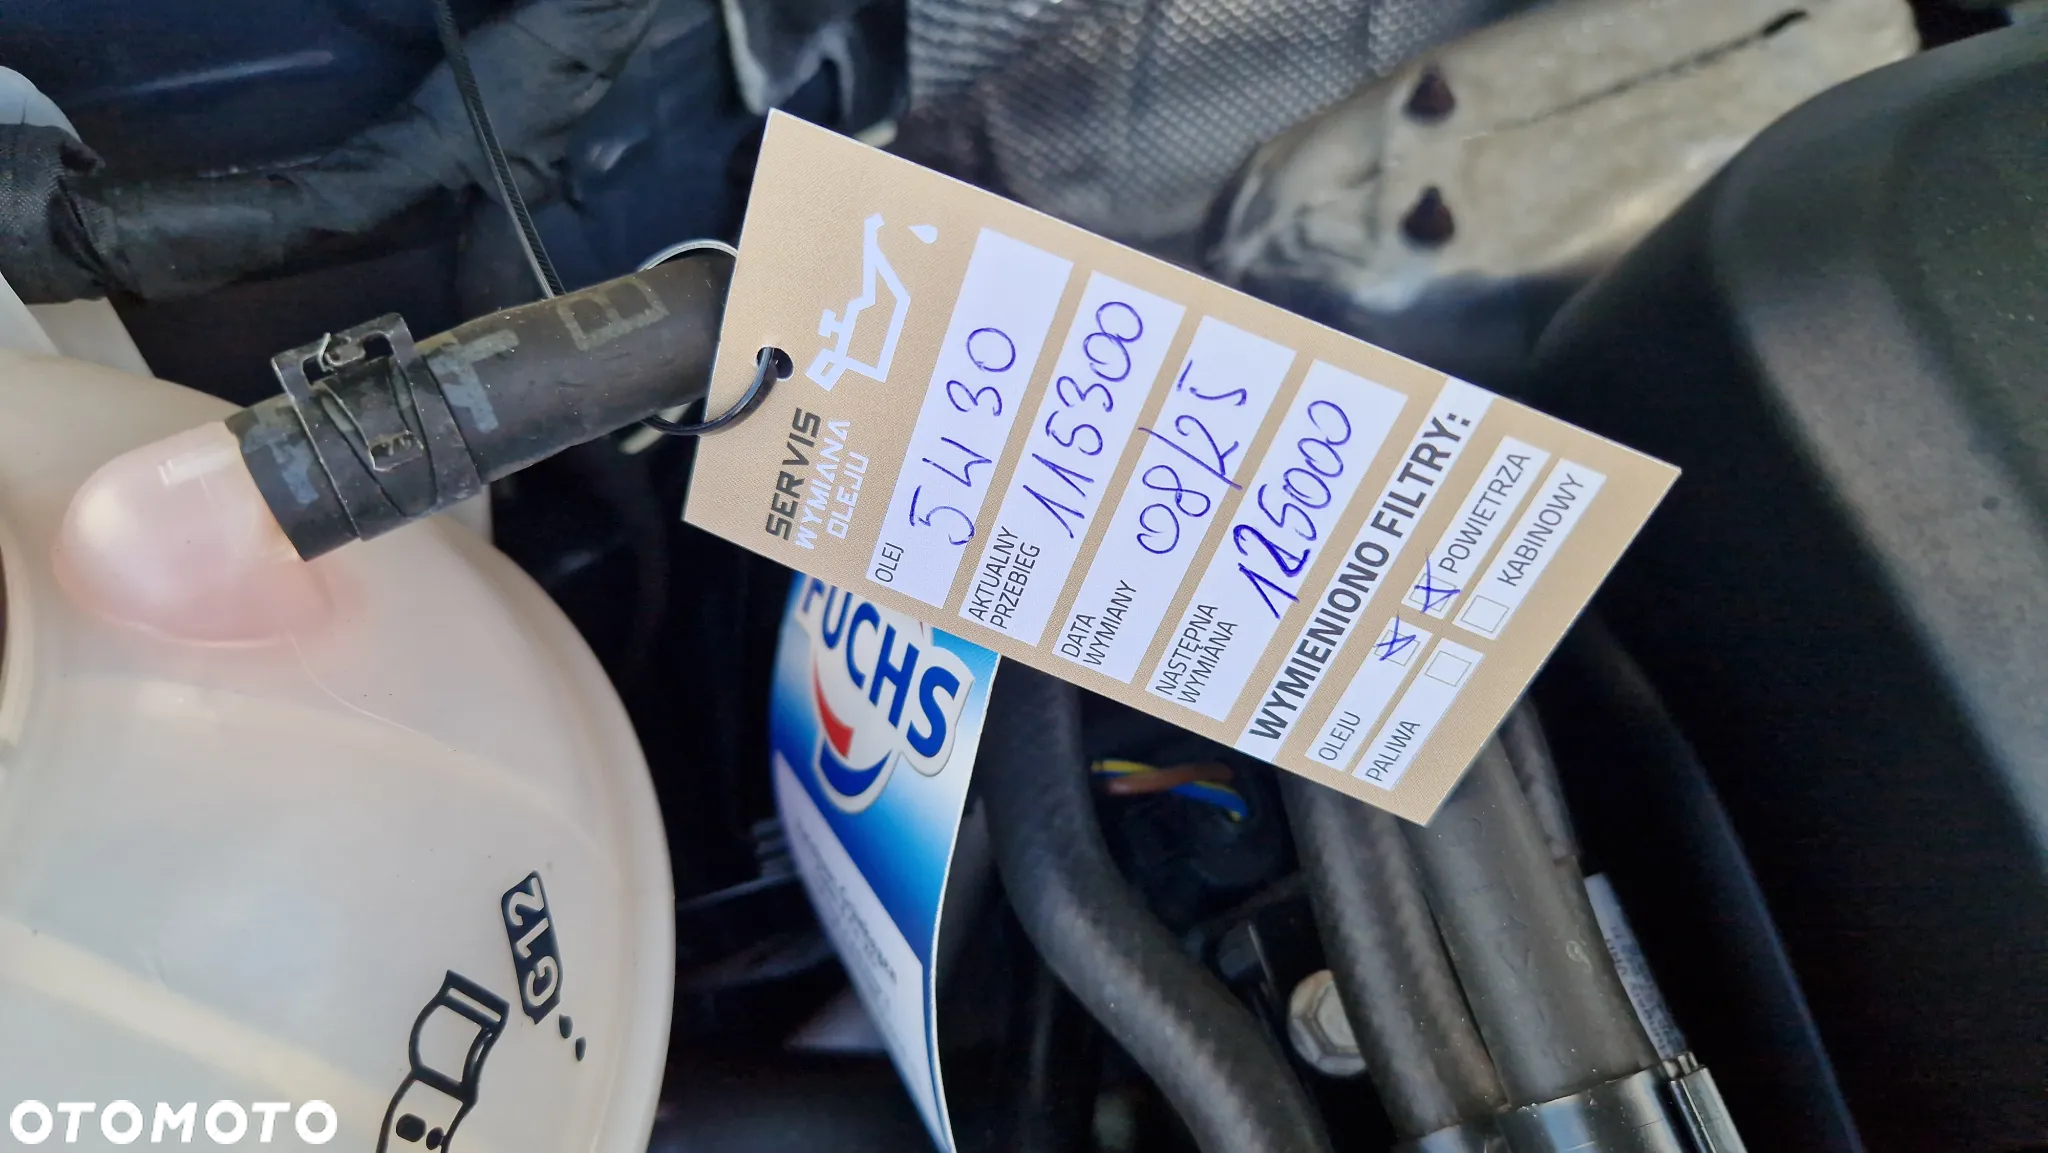 SERVIS
WYMIANA
OLEJU
OLEJ 5W30
AKTUALNY PRZEBIEG 115300
DATA WYMIANY 08/25
NASTĘPNA WYMIANA 125000
WYMIENIONO FILTRY:
OLEJU
POWIETRZA
PALIWA
KABINOWY
FUCHS
G12
OTOMOTO